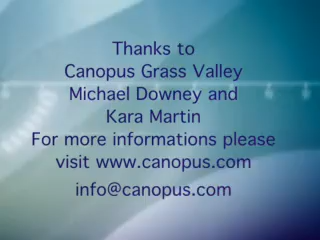 Thanks to
Canopus Grass Valley
Michael Downey and
Kara Martin
For more informations please
visit www.canopus.com
info@canopus.com